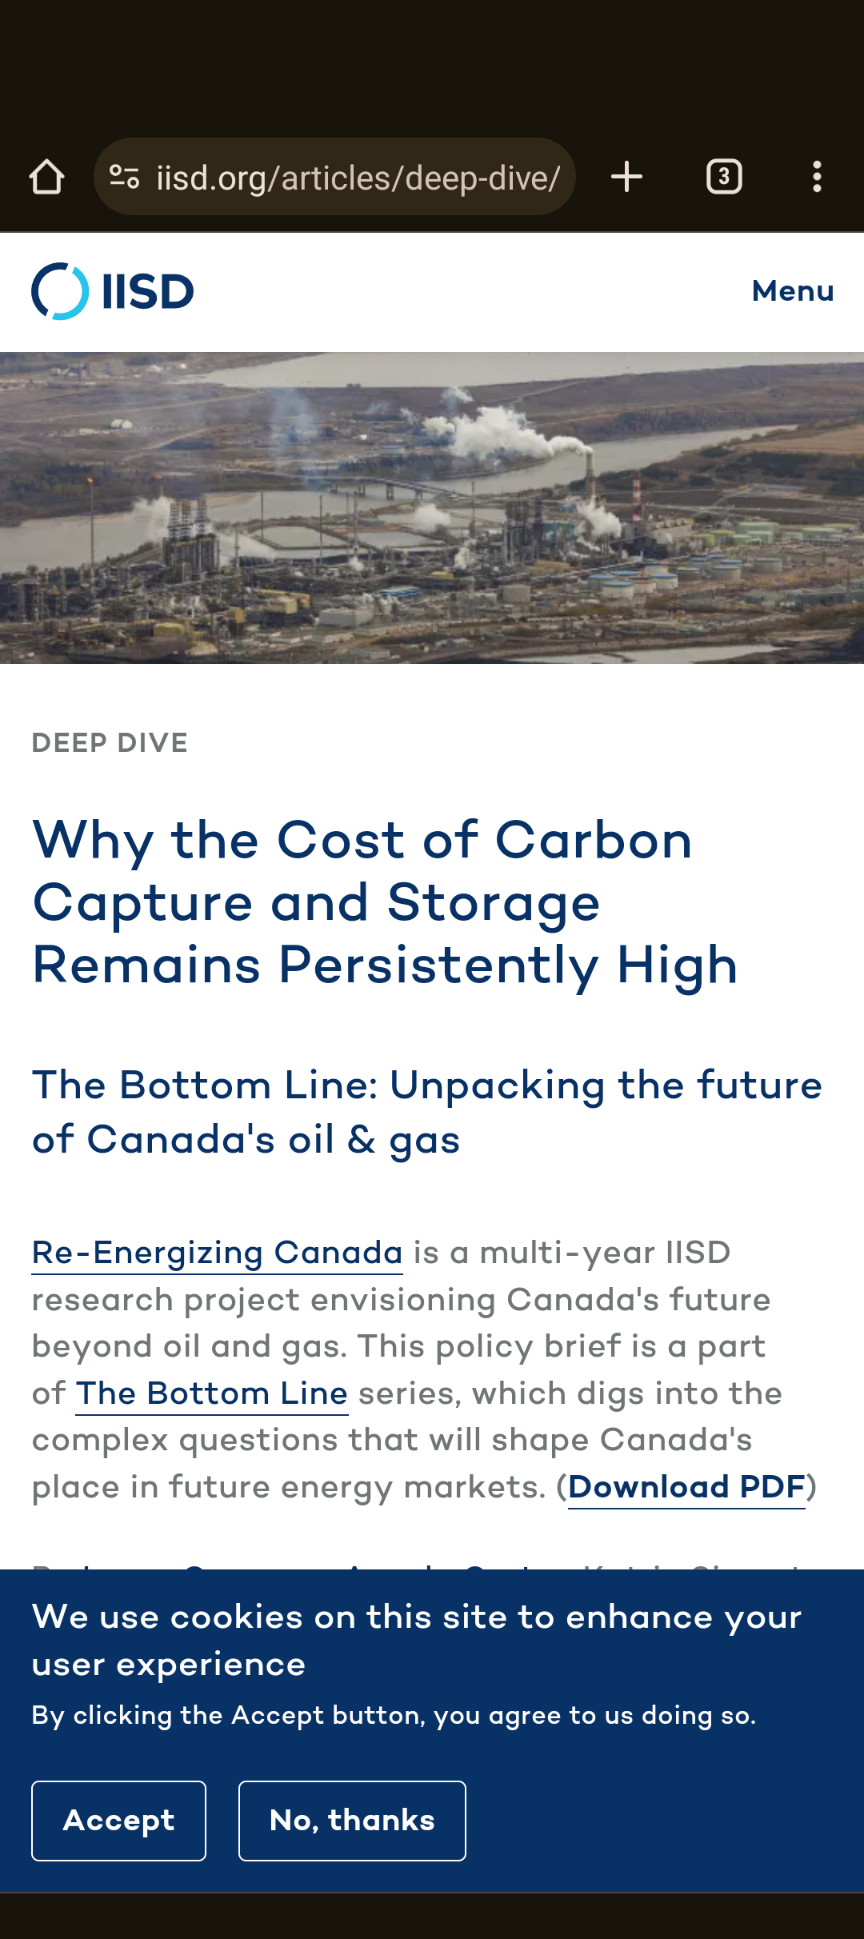 iisd.org/articles/deep-dive/
3
IISD
Menu
DEEP DIVE
Why the Cost of Carbon
Capture and Storage
Remains Persistently High
The Bottom Line: Unpacking the future
of Canada's oil & gas
Re-Energizing Canada is a multi-year IISD
research project envisioning Canada's future
beyond oil and gas. This policy brief is a part
of The Bottom Line series, which digs into the
complex questions that will shape Canada's
place in future energy markets. (Download PDF)
We use cookies on this site to enhance your
user experience
By clicking the Accept button, you agree to us doing so.
Accept
No, thanks